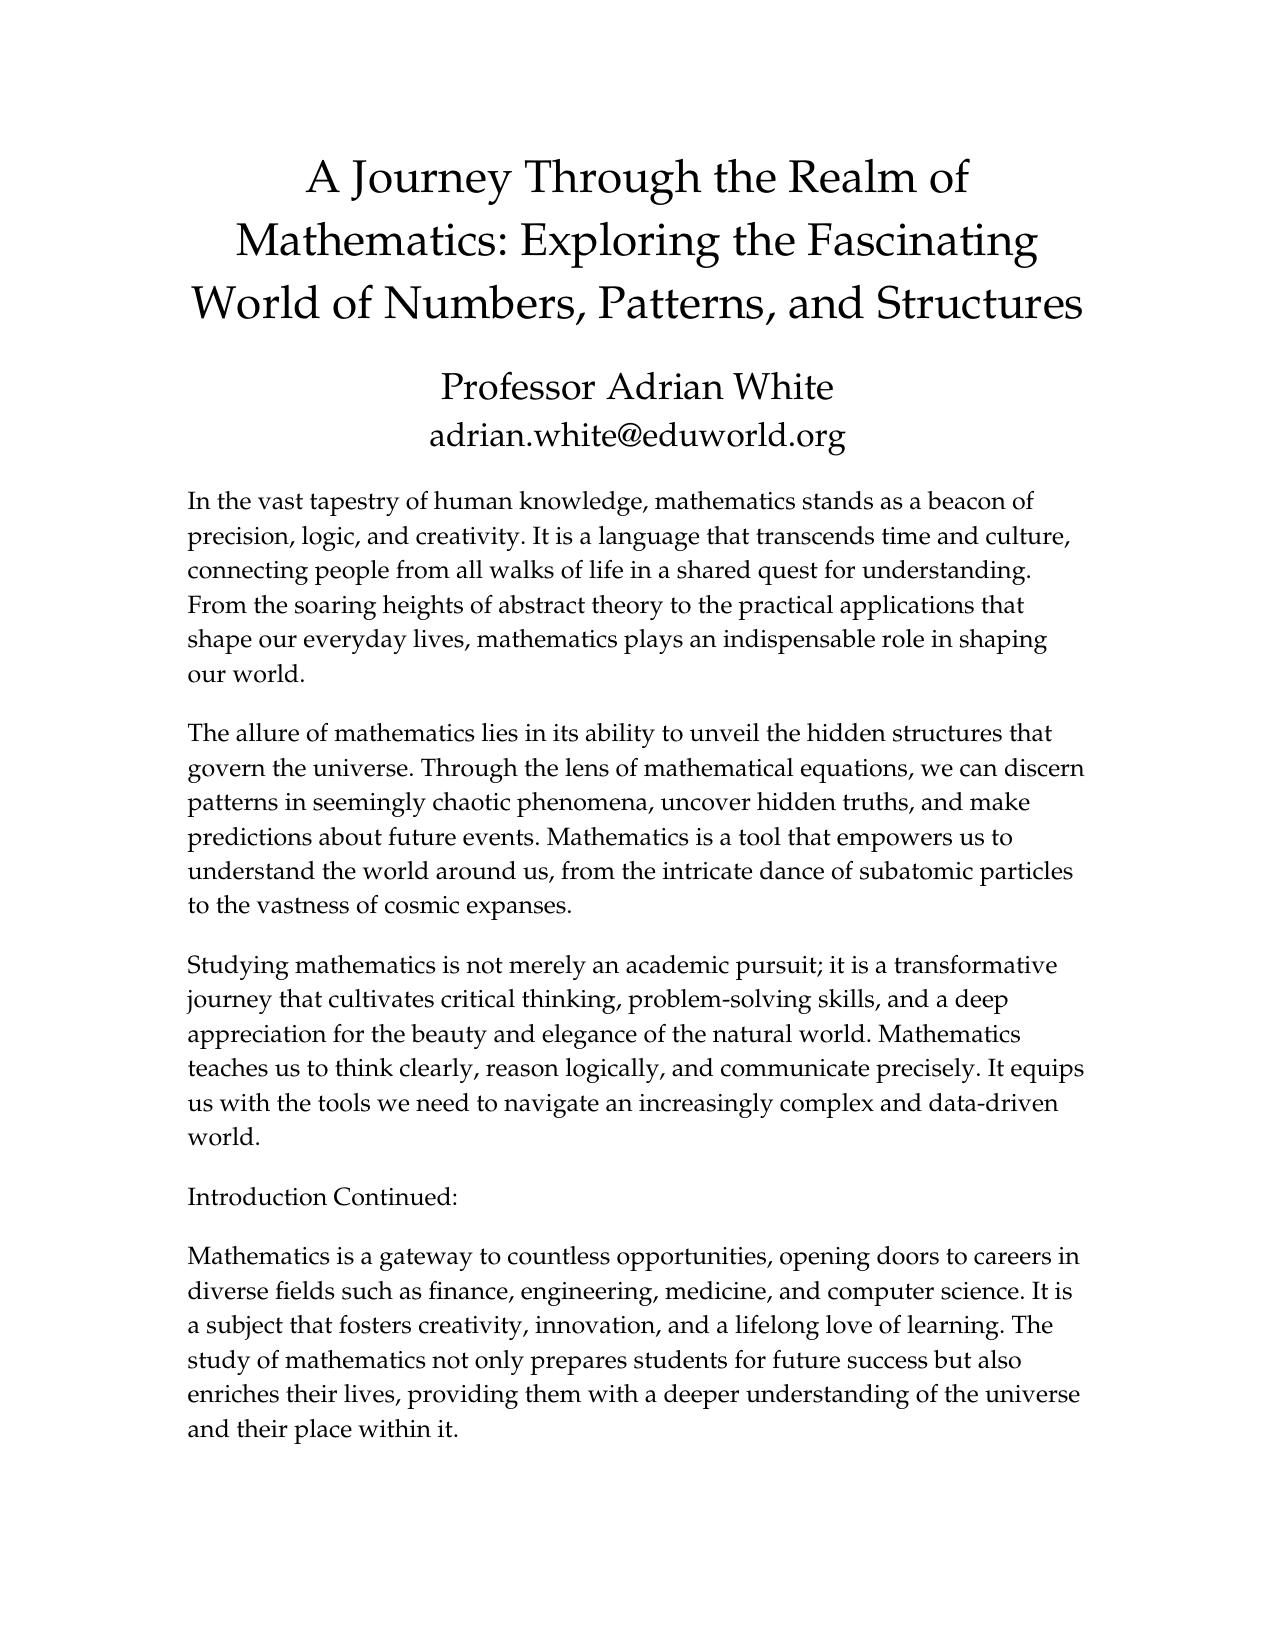 A Journey Through the Realm of
Mathematics: Exploring the Fascinating
World of Numbers, Patterns, and Structures
Professor Adrian White
adrian.white@eduworld.org
In the vast tapestry of human knowledge, mathematics stands as a beacon of
precision, logic, and creativity. It is a language that transcends time and culture,
connecting people from all walks of life in a shared quest for understanding.
From the soaring heights of abstract theory to the practical applications that
shape our everyday lives, mathematics plays an indispensable role in shaping
our world.
The allure of mathematics lies in its ability to unveil the hidden structures that
govern the universe. Through the lens of mathematical equations, we can discern
patterns in seemingly chaotic phenomena, uncover hidden truths, and make
predictions about future events. Mathematics is a tool that empowers us to
understand the world around us, from the intricate dance of subatomic particles
to the vastness of cosmic expanses.
Studying mathematics is not merely an academic pursuit; it is a transformative
journey that cultivates critical thinking, problem-solving skills, and a deep
appreciation for the beauty and elegance of the natural world. Mathematics
teaches us to think clearly, reason logically, and communicate precisely. It equips
us with the tools we need to navigate an increasingly complex and data-driven
world.
Introduction Continued:
Mathematics is a gateway to countless opportunities, opening doors to careers in
diverse fields such as finance, engineering, medicine, and computer science. It is
a subject that fosters creativity, innovation, and a lifelong love of learning. The
study of mathematics not only prepares students for future success but also
enriches their lives, providing them with a deeper understanding of the universe
and their place within it.